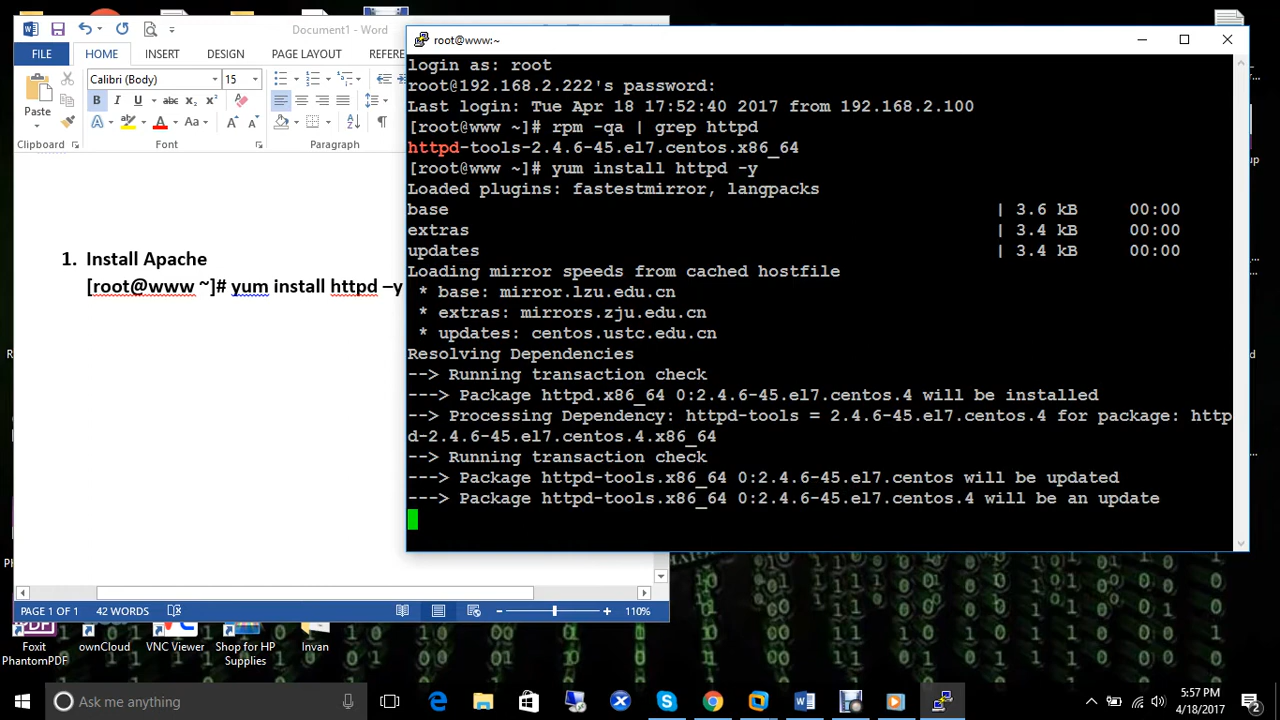 Document1 - Word
FILE
HOME
INSERT
DESIGN
PAGE LAYOUT
REFERE
Paste
Calibri (Body)
15
B I U abc x₂ x²
A A Aa A A
Font
Paragraph
1. Install Apache
[root@www ~]# yum install httpd –y
PAGE 1 OF 1
42 WORDS
110%
root@www:~
login as: root
root@192.168.2.222's password:
Last login: Tue Apr 18 17:52:40 2017 from 192.168.2.100
[root@www ~]# rpm -qa | grep httpd
httpd-tools-2.4.6-45.el7.centos.x86_64
[root@www ~]# yum install httpd -y
Loaded plugins: fastestmirror, langpacks
base | 3.6 kB 00:00
extras | 3.4 kB 00:00
updates | 3.4 kB 00:00
Loading mirror speeds from cached hostfile
* base: mirror.lzu.edu.cn
* extras: mirrors.zju.edu.cn
* updates: centos.ustc.edu.cn
Resolving Dependencies
--> Running transaction check
---> Package httpd.x86_64 0:2.4.6-45.el7.centos.4 will be installed
--> Processing Dependency: httpd-tools = 2.4.6-45.el7.centos.4 for package: http
d-2.4.6-45.el7.centos.4.x86_64
--> Running transaction check
---> Package httpd-tools.x86_64 0:2.4.6-45.el7.centos will be updated
---> Package httpd-tools.x86_64 0:2.4.6-45.el7.centos.4 will be an update
Foxit
PhantomPDF
ownCloud
VNC Viewer
Shop for HP
Supplies
Invan
Ask me anything
5:57 PM
4/18/2017
2